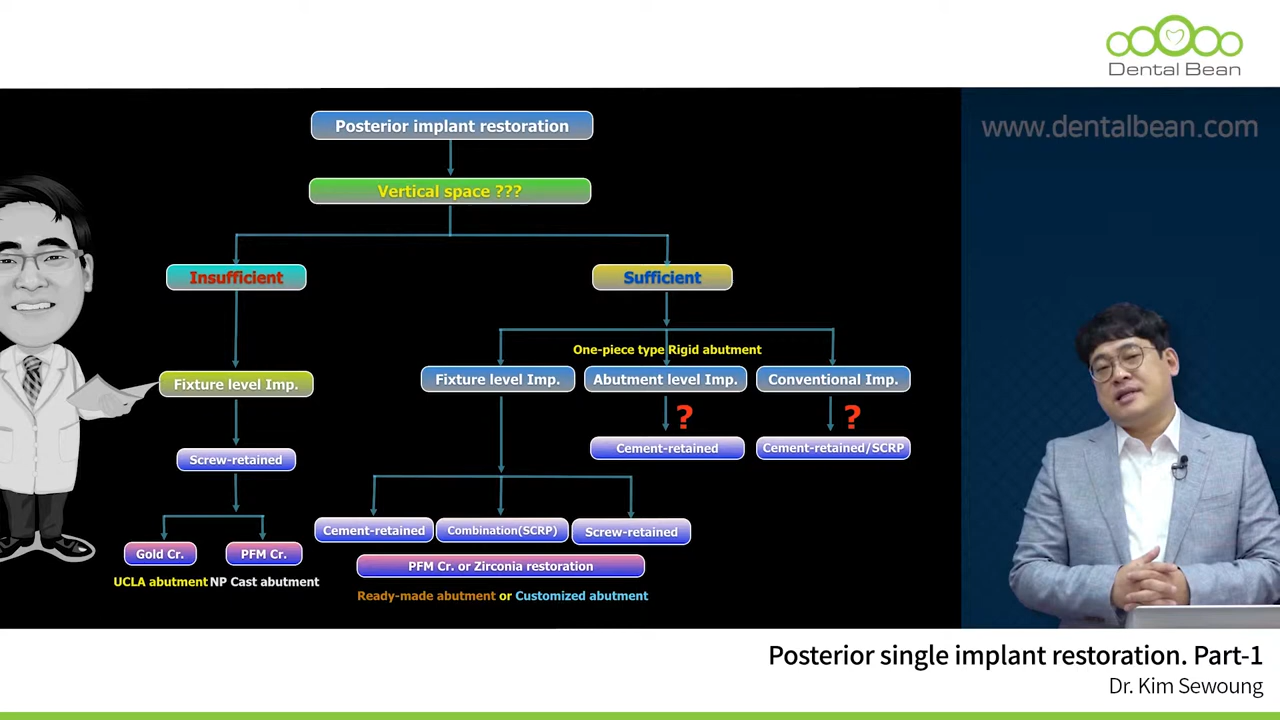 Dental Bean
www.dentalbean.com
Posterior implant restoration
Vertical space ???
Insufficient
Sufficient
One-piece type Rigid abutment
Fixture level Imp.
Fixture level Imp.
Abutment level Imp.
Conventional Imp.
?
?
Screw-retained
Cement-retained
Cement-retained/SCRP
Cement-retained
Combination(SCRP)
Screw-retained
Gold Cr.
PFM Cr.
PFM Cr. or Zirconia restoration
UCLA abutment
NP Cast abutment
Ready-made abutment or Customized abutment
Posterior single implant restoration. Part-1
Dr. Kim Sewoung